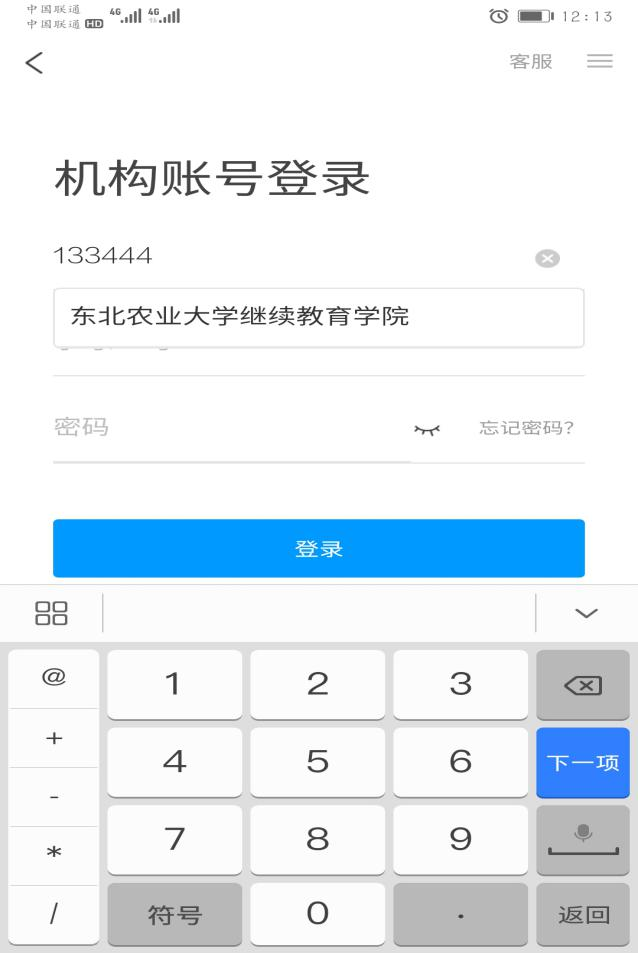 中国联通 4G 4G 12:13
中国联通 HD
客服
机构账号登录
133444
东北农业大学继续教育学院
密码 忘记密码?
登录
@ 1 2 3
+ 4 5 6 下一项
- 7 8 9
*
/ 符号 0 . 返回